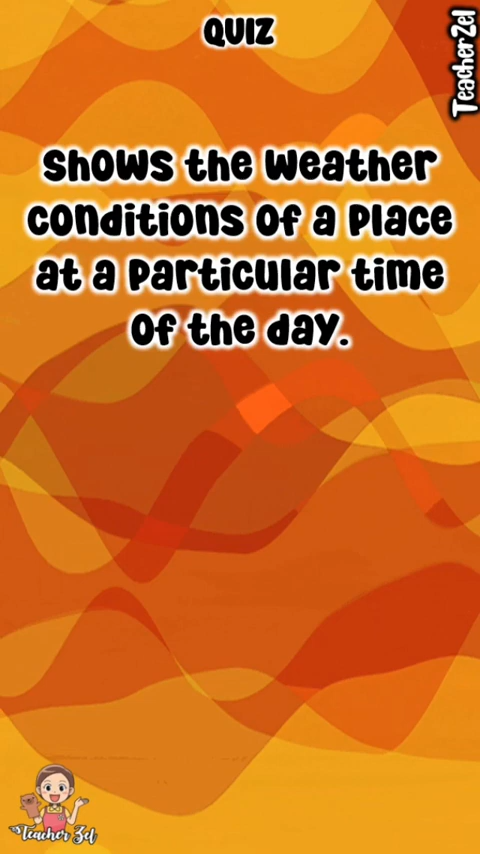 QUIZ
TeacherZel
Shows the weather
conditions of a place
at a particular time
of the day.
Teacher Zel